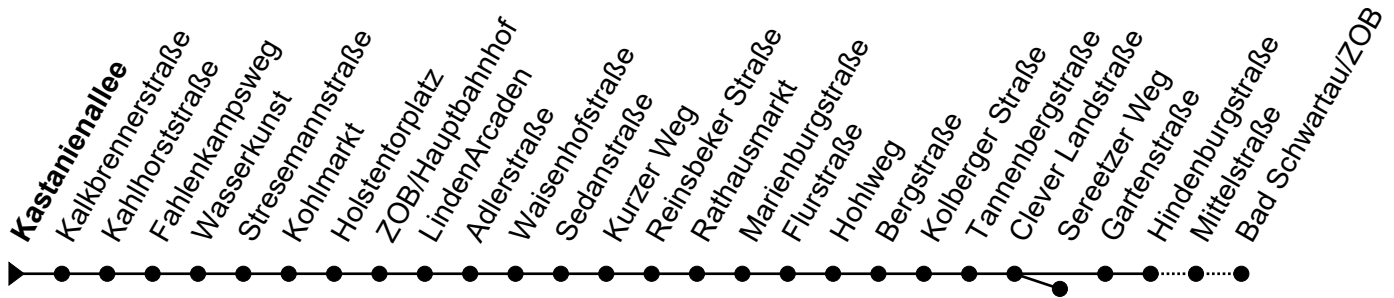 Kastanienallee
Kalkbrennerstraße
Kahlhorststraße
Fahlenkampsweg
Wasserkunst
Stresemannstraße
Kohlmarkt
Holstentorplatz
ZOB/Hauptbahnhof
LindenArcaden
Adlerstraße
Waisenhofstraße
Sedanstraße
Kurzer Weg
Reinsbeker Straße
Rathausmarkt
Marienburgstraße
Flurstraße
Hohlweg
Bergstraße
Kolberger Straße
Tannenbergstraße
Clever Landstraße
Sereetzer Weg
Gartenstraße
Hindenburgstraße
Mittelstraße
Bad Schwartau/ZOB